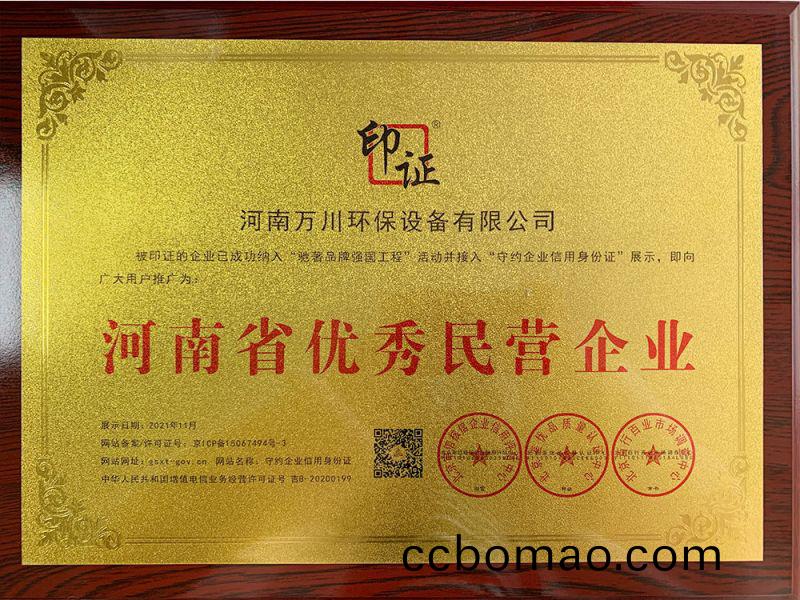 印证®
河南万川环保设备有限公司
被印证的企业已成功纳入“驰著品牌强国工程”活动并接入“守约企业信用身份证”展示，即向
广大用户推广为：
河南省优秀民营企业
展示日期：2021年11月
网站备案/许可证号：京ICP备15067494号-3
网站网址：gsxt-gov.cn 网站名称：守约企业信用身份证
中华人民共和国增值电信业务经营许可证号 吉B-20200199
ccbomao.com